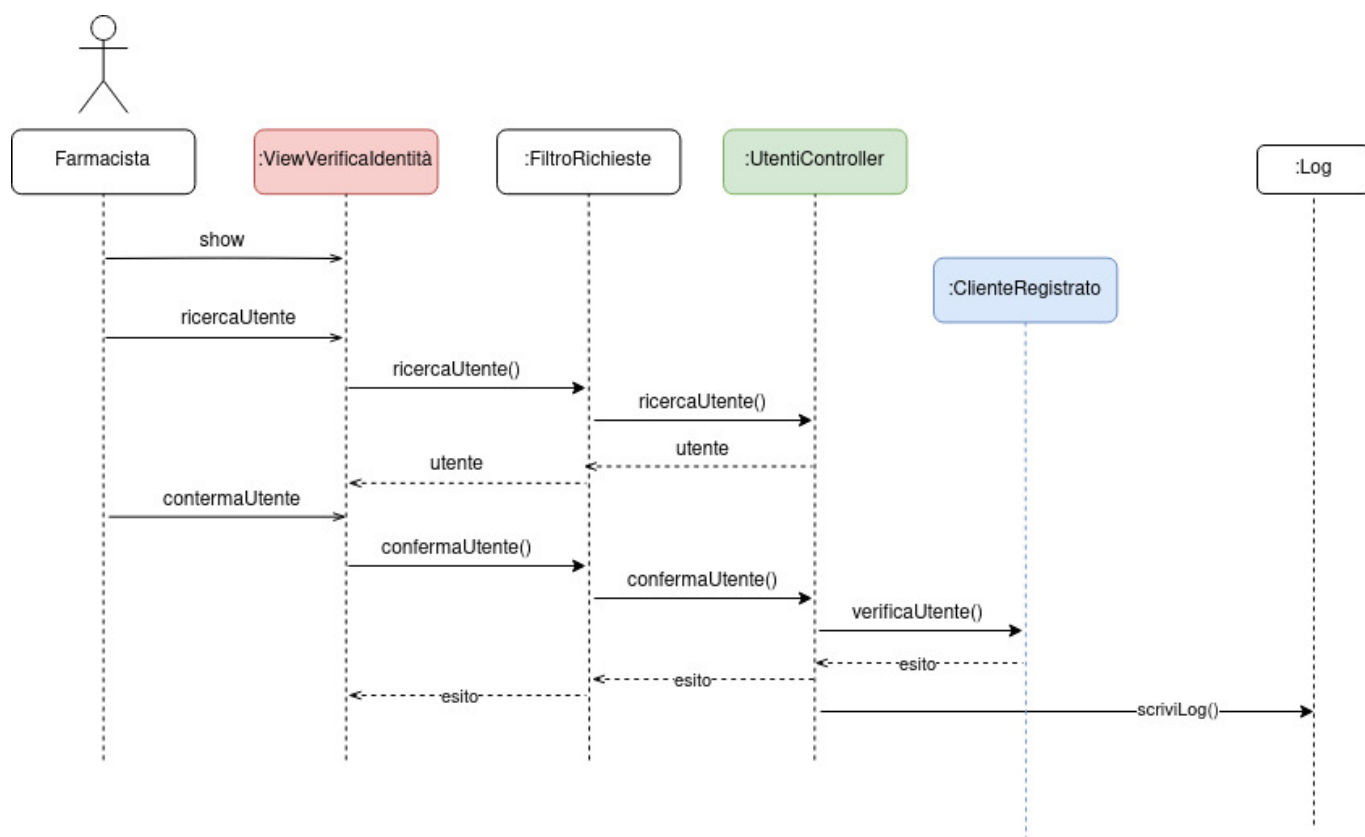 Farmacista
:ViewVerificaIdentità
:FiltroRichieste
:UtentiController
:Log
show
:ClienteRegistrato
ricercaUtente
ricercaUtente()
ricercaUtente()
utente
utente
contermaUtente
confermaUtente()
confermaUtente()
verificaUtente()
esito
esito
esito
scriviLog()